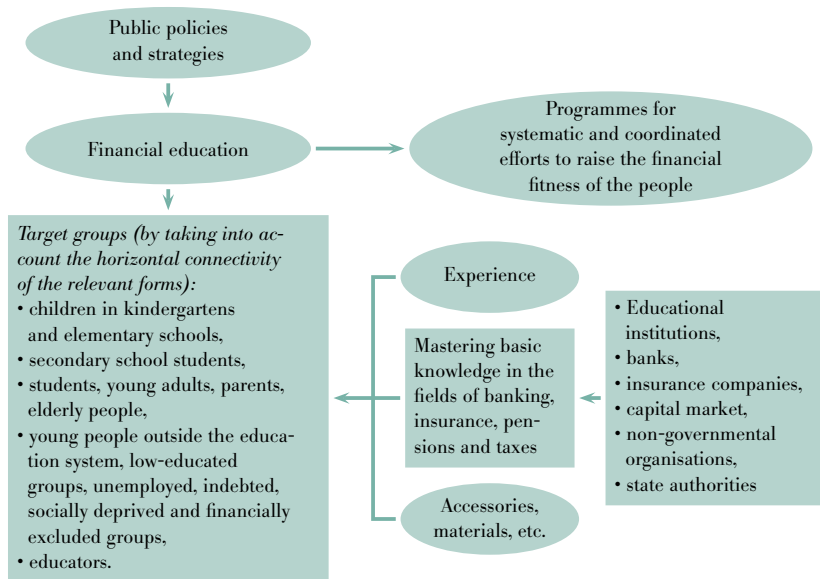 Public policies
and strategies
Financial education
Programmes for
systematic and coordinated
efforts to raise the financial
fitness of the people
Target groups (by taking into ac-
count the horizontal connectivity
of the relevant forms):
• children in kindergartens
and elementary schools,
• secondary school students,
• students, young adults, parents,
elderly people,
• young people outside the educa-
tion system, low-educated
groups, unemployed, indebted,
socially deprived and financially
excluded groups,
• educators.
Experience
Mastering basic
knowledge in the
fields of banking,
insurance, pen-
sions and taxes
Accessories,
materials, etc.
• Educational
institutions,
• banks,
• insurance companies,
• capital market,
• non-governmental
organisations,
• state authorities